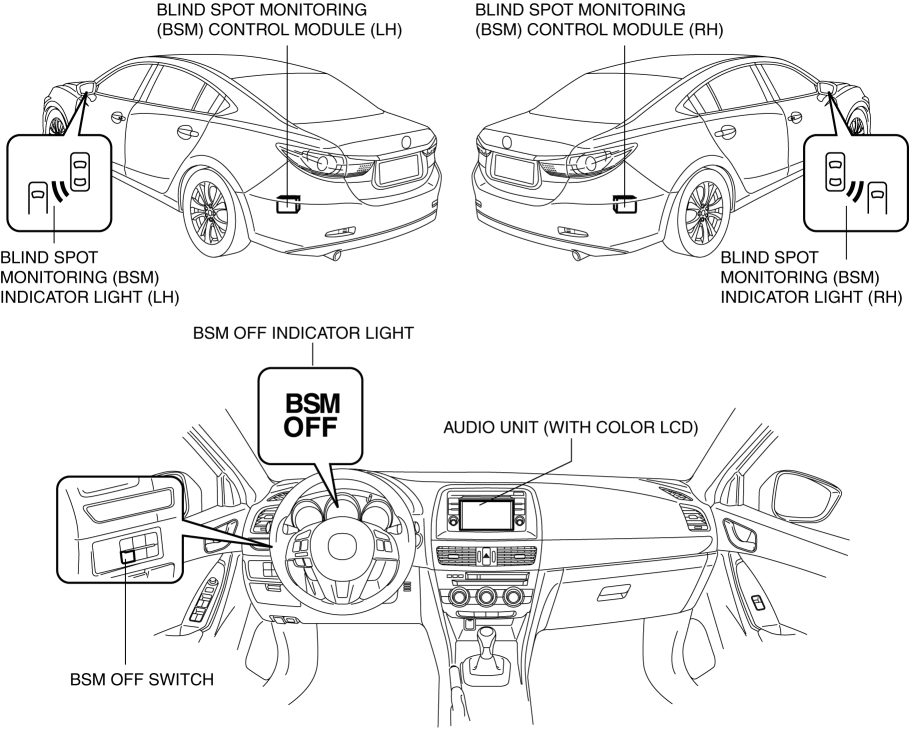 BLIND SPOT MONITORING
(BSM) CONTROL MODULE (LH)
BLIND SPOT MONITORING
(BSM) CONTROL MODULE (RH)
BLIND SPOT
MONITORING (BSM)
INDICATOR LIGHT (LH)
BLIND SPOT
MONITORING (BSM)
INDICATOR LIGHT (RH)
BSM OFF INDICATOR LIGHT
BSM
OFF
AUDIO UNIT (WITH COLOR LCD)
BSM OFF SWITCH